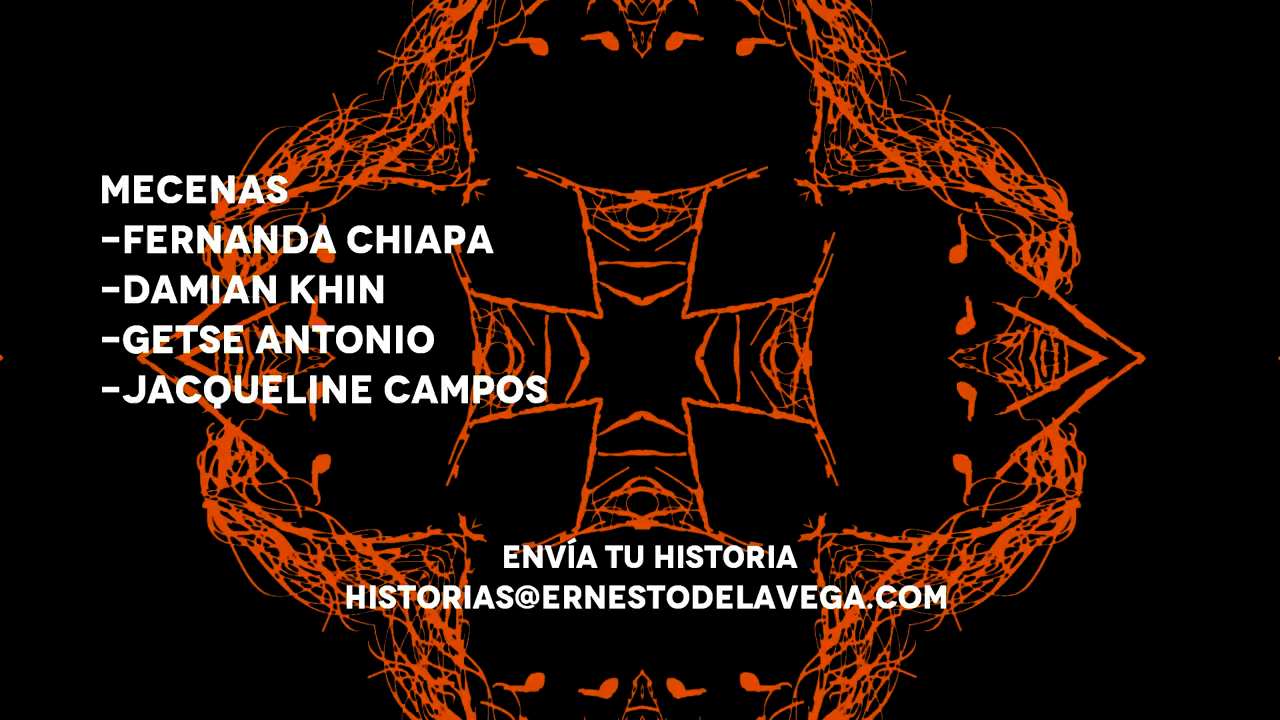 MECENAS
-FERNANDA CHIAPA
-DAMIAN KHIN
-GETSE ANTONIO
-JACQUELINE CAMPOS
ENVÍA TU HISTORIA
HISTORIAS@ERNESTODELAVEGA.COM